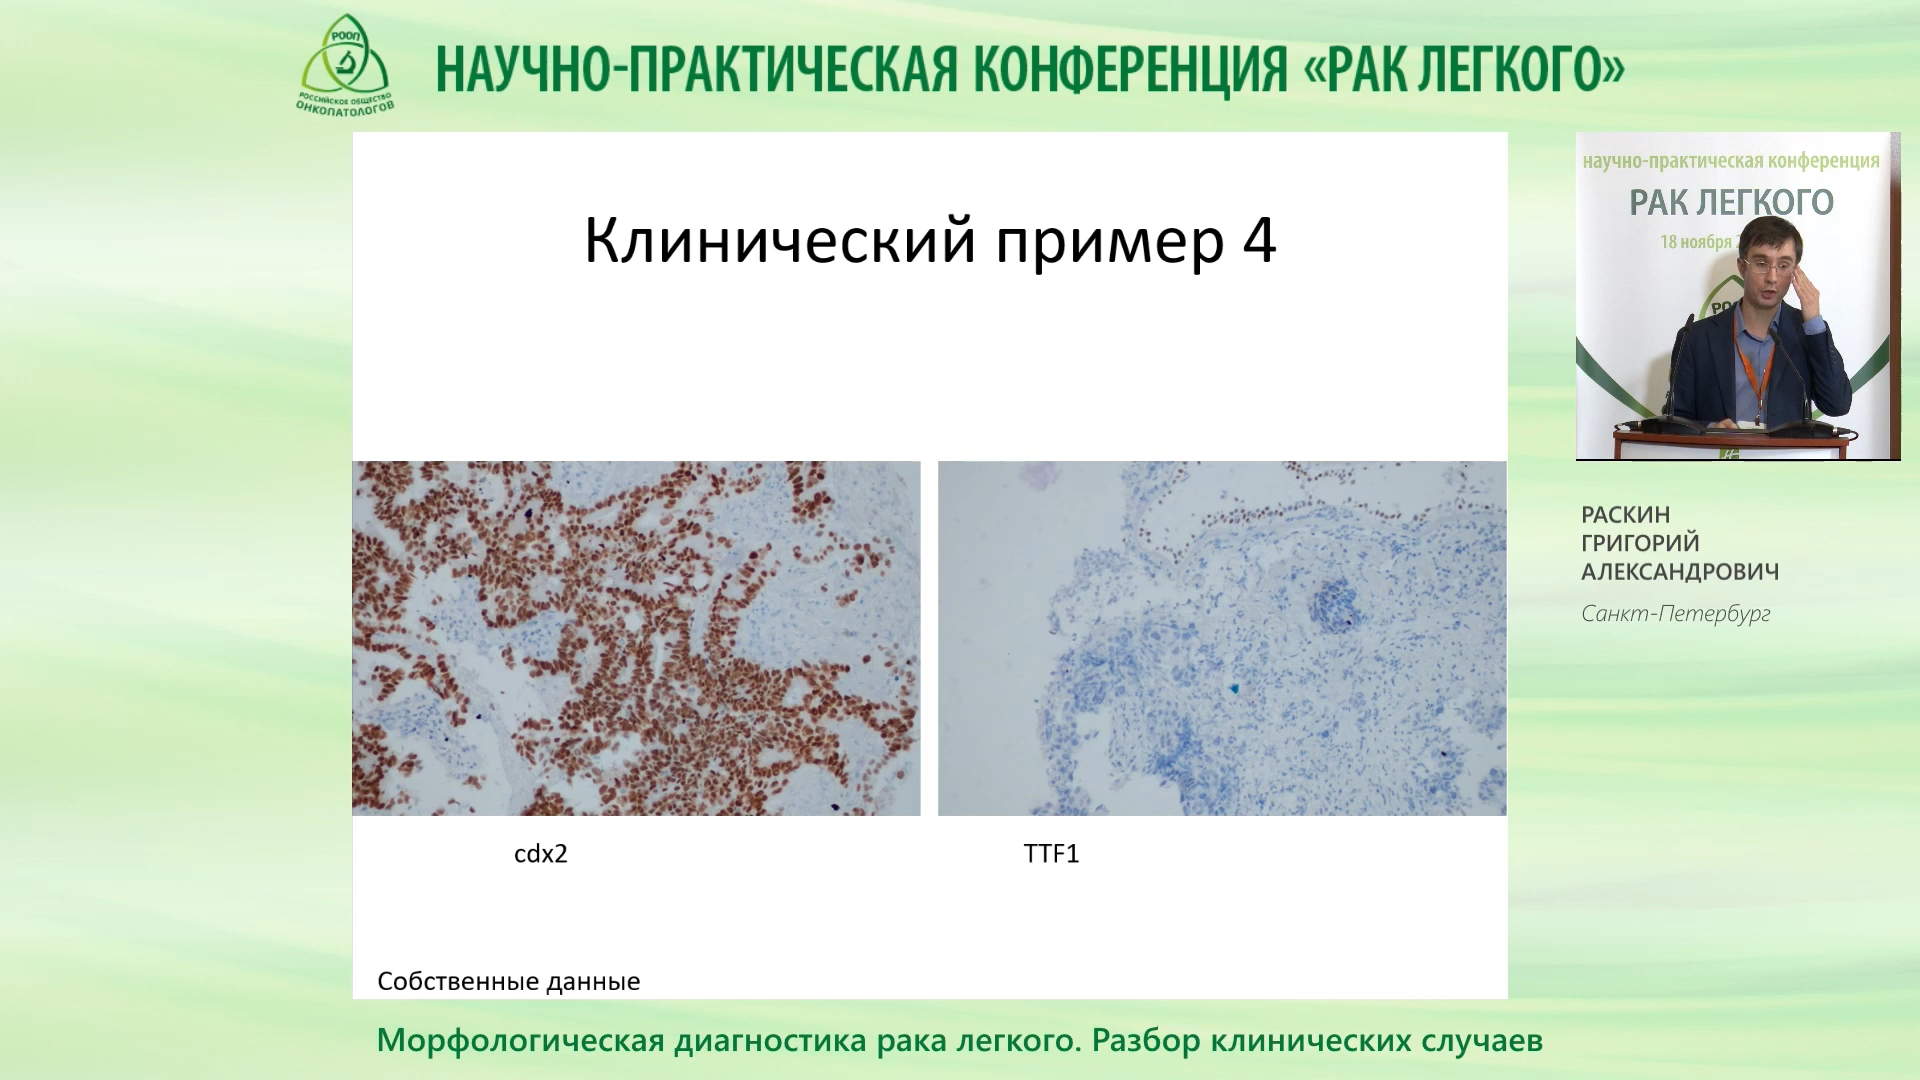 РООП
РОССИЙСКОЕ ОБЩЕСТВО
ОНКОПАТОЛОГОВ
НАУЧНО-ПРАКТИЧЕСКАЯ КОНФЕРЕНЦИЯ «РАК ЛЕГКОГО»
Клинический пример 4
cdx2
TTF1
Собственные данные
научно-практическая конференция
РАК ЛЕГКОГО
18 ноября
РАСКИН
ГРИГОРИЙ
АЛЕКСАНДРОВИЧ
Санкт-Петербург
Морфологическая диагностика рака легкого. Разбор клинических случаев